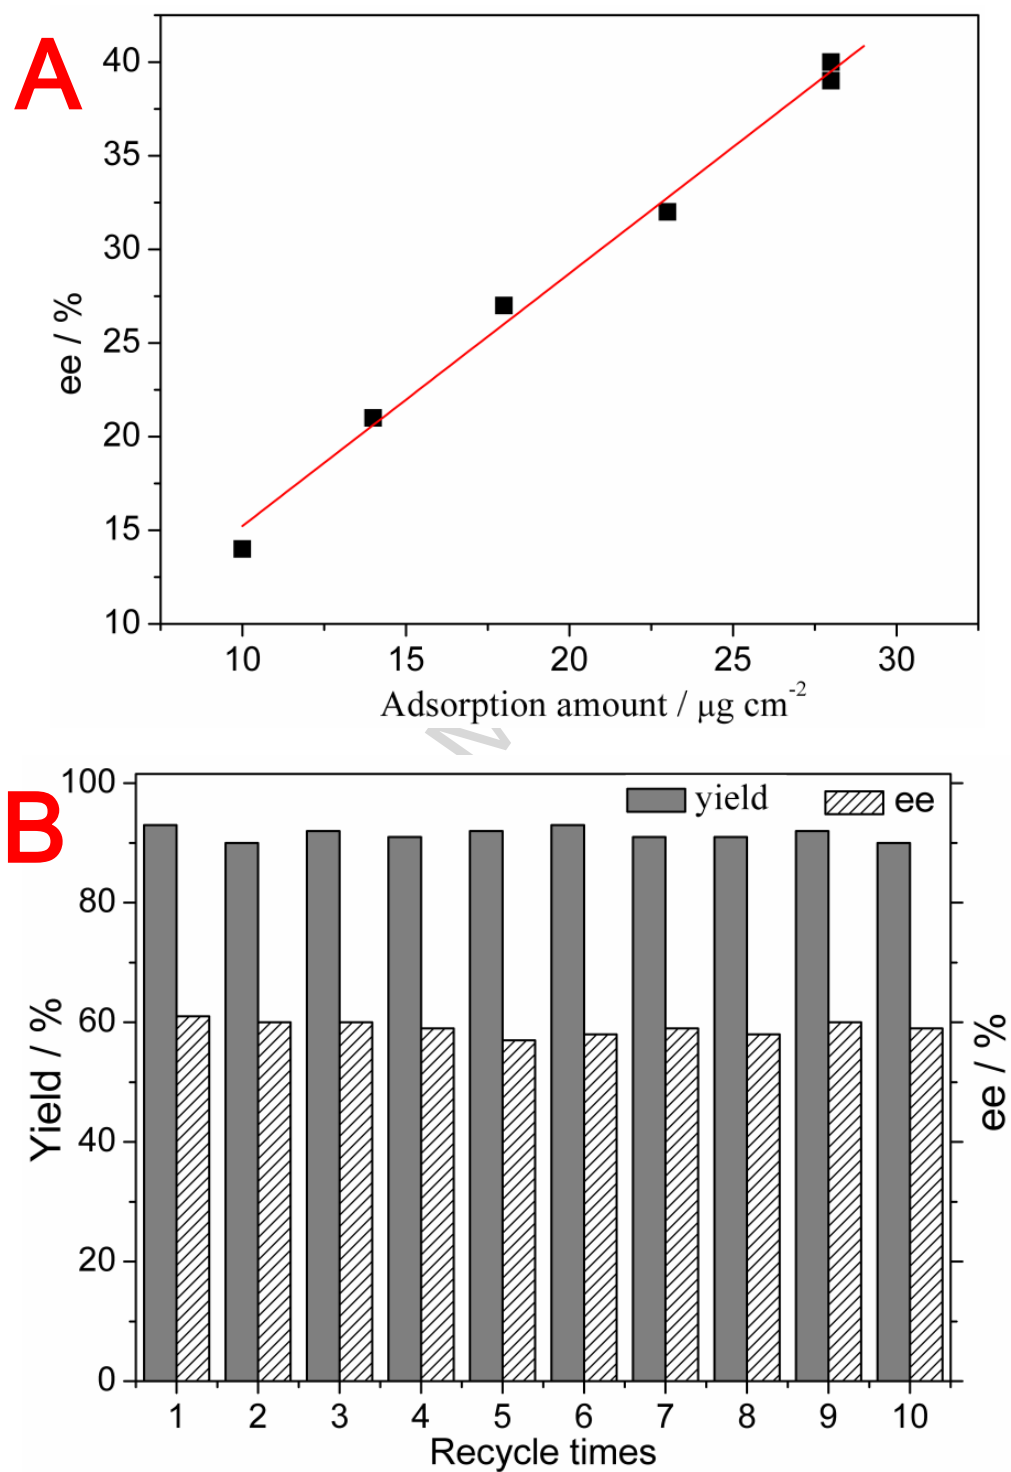 A
40
35
30
25
20
15
10
ee / %
10 15 20 25 30
Adsorption amount / μg cm-2
B
100
80
60
40
20
0
Yield / %
yield ee
ee / %
1 2 3 4 5 6 7 8 9 10
Recycle times